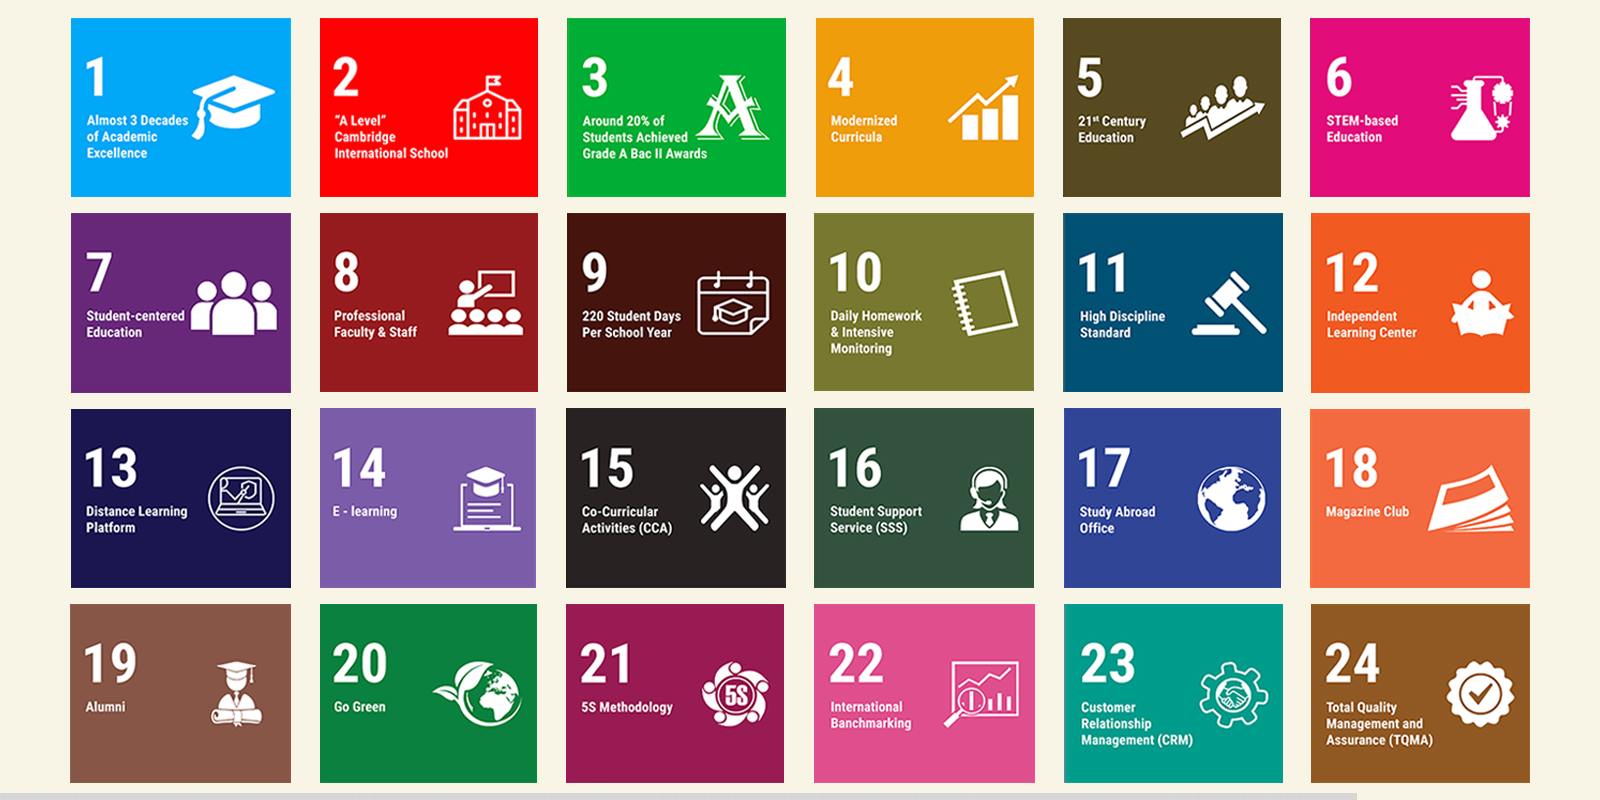 1
Almost 3 Decades
of Academic
Excellence
2
"A Level"
Cambridge
International School
3
Around 20% of
Students Achieved
Grade A Bac II Awards
A
4
Modernized
Curricula
5
21st Century
Education
6
STEM-based
Education
7
Student-centered
Education
8
Professional
Faculty & Staff
9
220 Student Days
Per School Year
10
Daily Homework
& Intensive
Monitoring
11
High Discipline
Standard
12
Independent
Learning Center
13
Distance Learning
Platform
14
E - learning
15
Co-Curricular
Activities (CCA)
16
Student Support
Service (SSS)
17
Study Abroad
Office
18
Magazine Club
19
Alumni
20
Go Green
21
5S Methodology
5S
22
International
Banchmarking
23
Customer
Relationship
Management (CRM)
24
Total Quality
Management and
Assurance (TQMA)